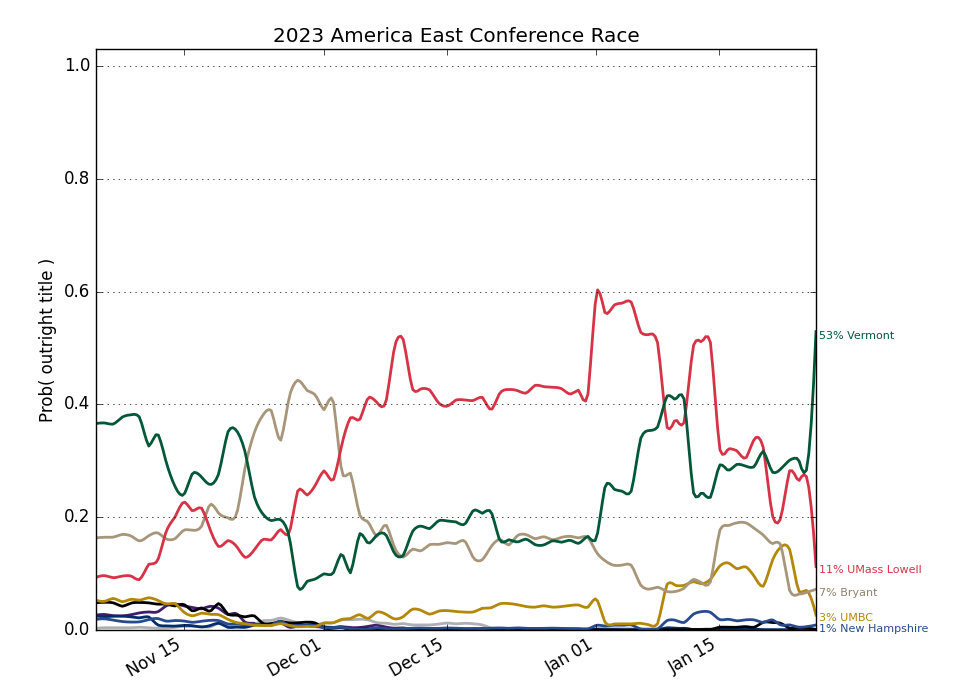 2023 America East Conference Race
Prob( outright title )
1.0
0.8
0.6
0.4
0.2
0.0
Nov 15
Dec 01
Dec 15
Jan 01
Jan 15
53% Vermont
11% UMass Lowell
7% Bryant
3% UMBC
1% New Hampshire